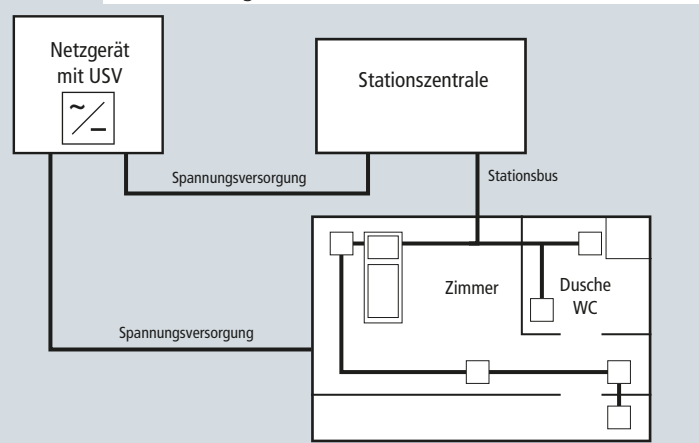 Netzgerät
mit USV
~
–
Stationszentrale
Spannungsversorgung
Stationsbus
Zimmer
Dusche
WC
Spannungsversorgung